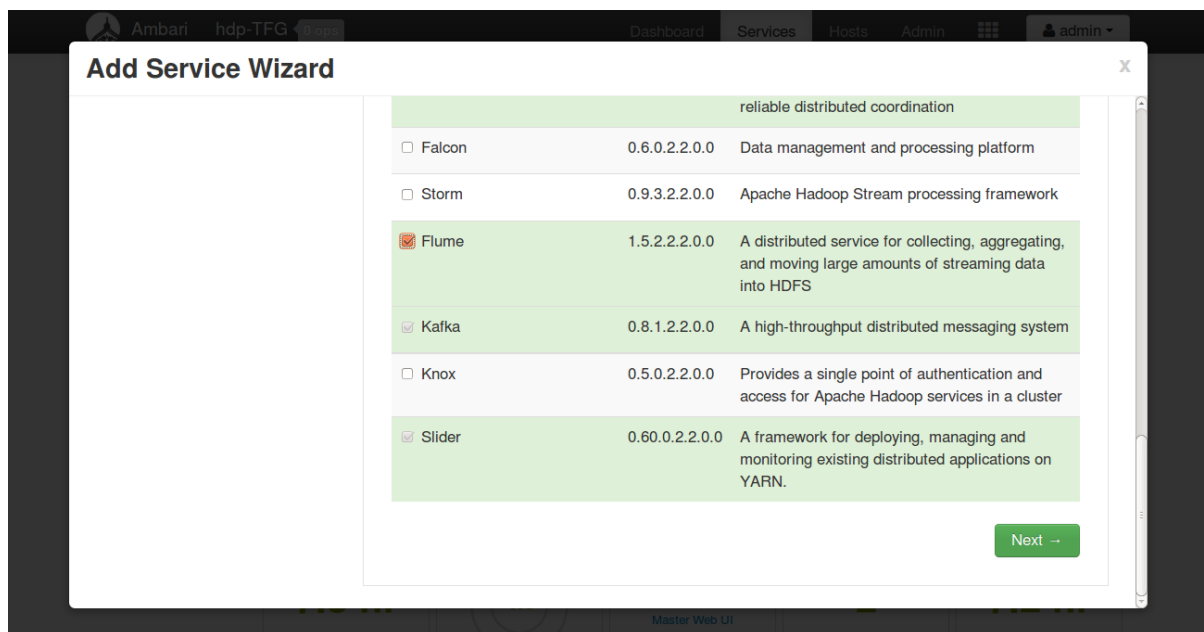 Ambari hdp-TFG 0 ops Dashboard Services Hosts Admin admin
Add Service Wizard X
reliable distributed coordination
Falcon 0.6.0.2.2.0.0 Data management and processing platform
Storm 0.9.3.2.2.0.0 Apache Hadoop Stream processing framework
Flume 1.5.2.2.2.0.0 A distributed service for collecting, aggregating,
and moving large amounts of streaming data
into HDFS
Kafka 0.8.1.2.2.0.0 A high-throughput distributed messaging system
Knox 0.5.0.2.2.0.0 Provides a single point of authentication and
access for Apache Hadoop services in a cluster
Slider 0.60.0.2.2.0.0 A framework for deploying, managing and
monitoring existing distributed applications on
YARN.
Next →
Master Web UI